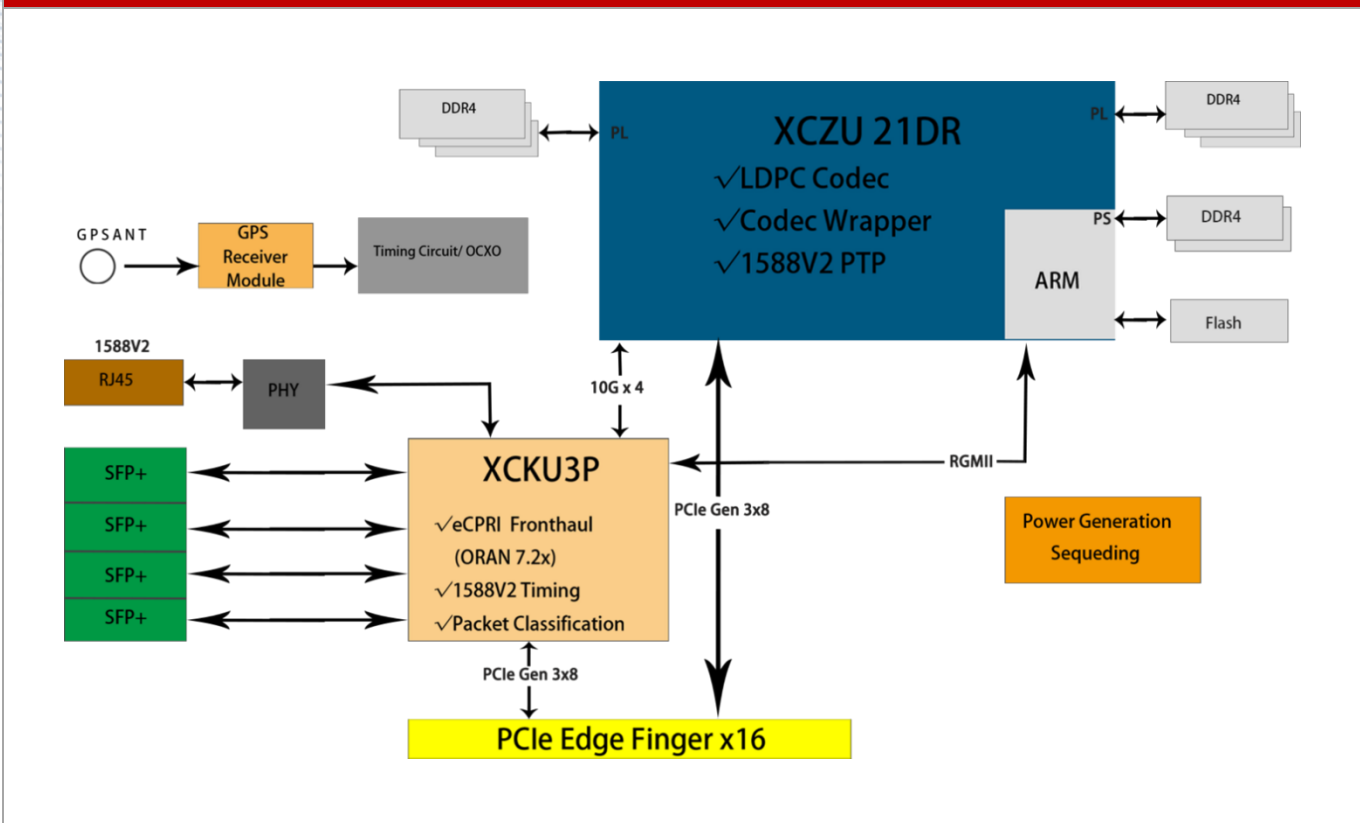 DDR4
PL
XCZU 21DR
√LDPC Codec
√Codec Wrapper
√1588V2 PTP
PL
DDR4
PS
DDR4
ARM
Flash
GPSANT
GPS
Receiver
Module
Timing Circuit/ OCXO
1588V2
RJ45
PHY
10G x 4
SFP+
SFP+
SFP+
SFP+
XCKU3P
√eCPRI Fronthaul
(ORAN 7.2x)
√1588V2 Timing
√Packet Classification
RGMII
PCIe Gen 3x8
Power Generation
Sequeding
PCIe Gen 3x8
PCIe Edge Finger x16